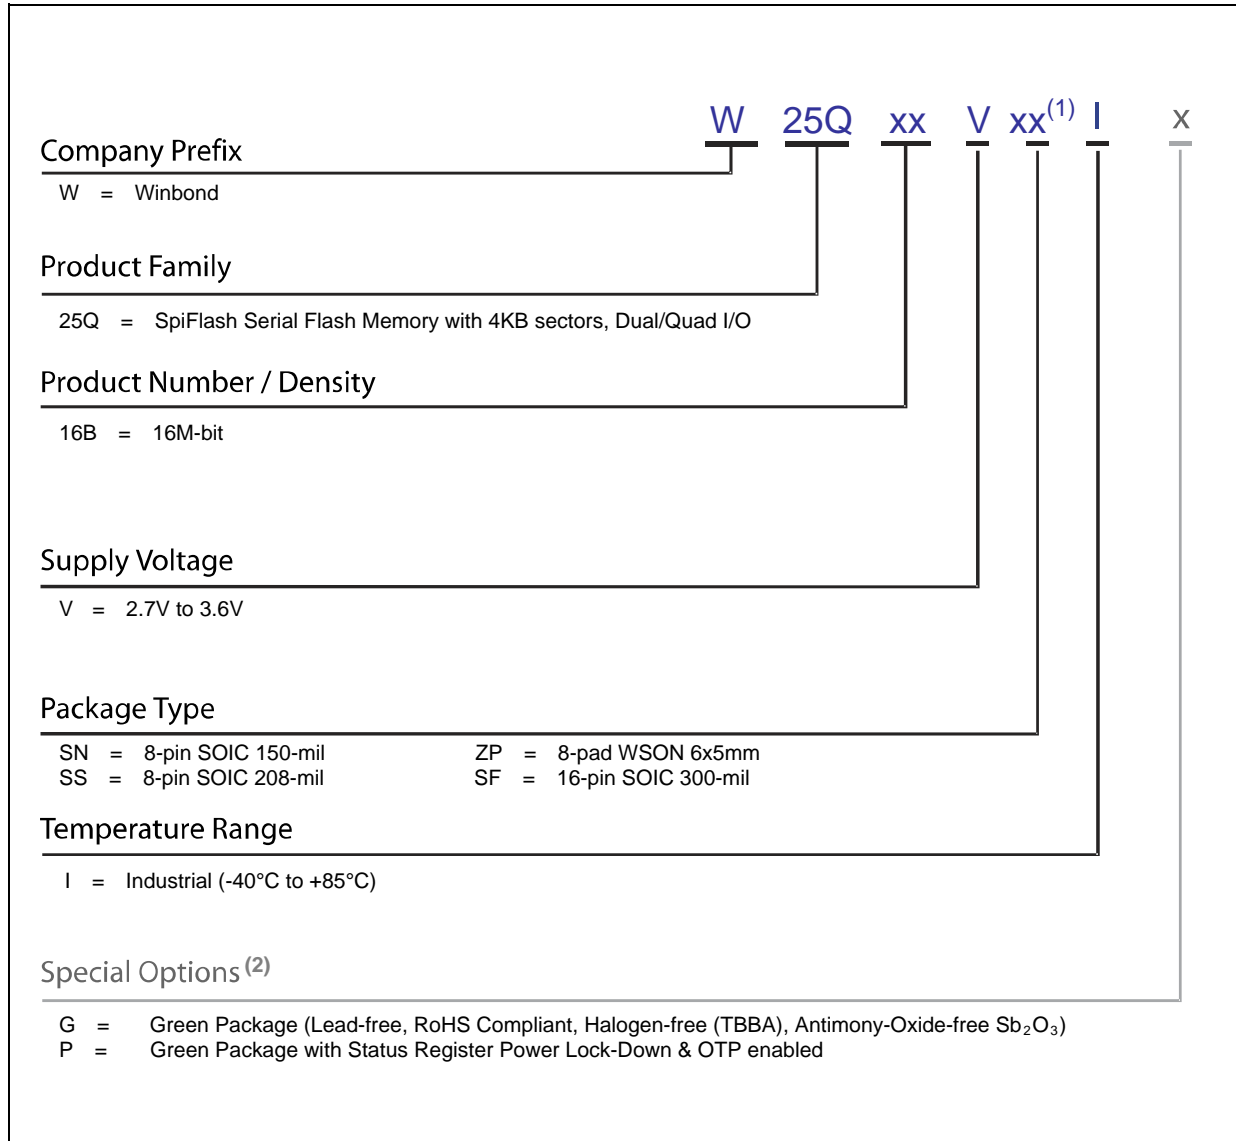 W 25Q xx V xx(1) I x
Company Prefix
W = Winbond
Product Family
25Q = SpiFlash Serial Flash Memory with 4KB sectors, Dual/Quad I/O
Product Number / Density
16B = 16M-bit
Supply Voltage
V = 2.7V to 3.6V
Package Type
SN = 8-pin SOIC 150-mil ZP = 8-pad WSON 6x5mm
SS = 8-pin SOIC 208-mil SF = 16-pin SOIC 300-mil
Temperature Range
I = Industrial (-40°C to +85°C)
Special Options (2)
G = Green Package (Lead-free, RoHS Compliant, Halogen-free (TBBA), Antimony-Oxide-free Sb₂O₃)
P = Green Package with Status Register Power Lock-Down & OTP enabled